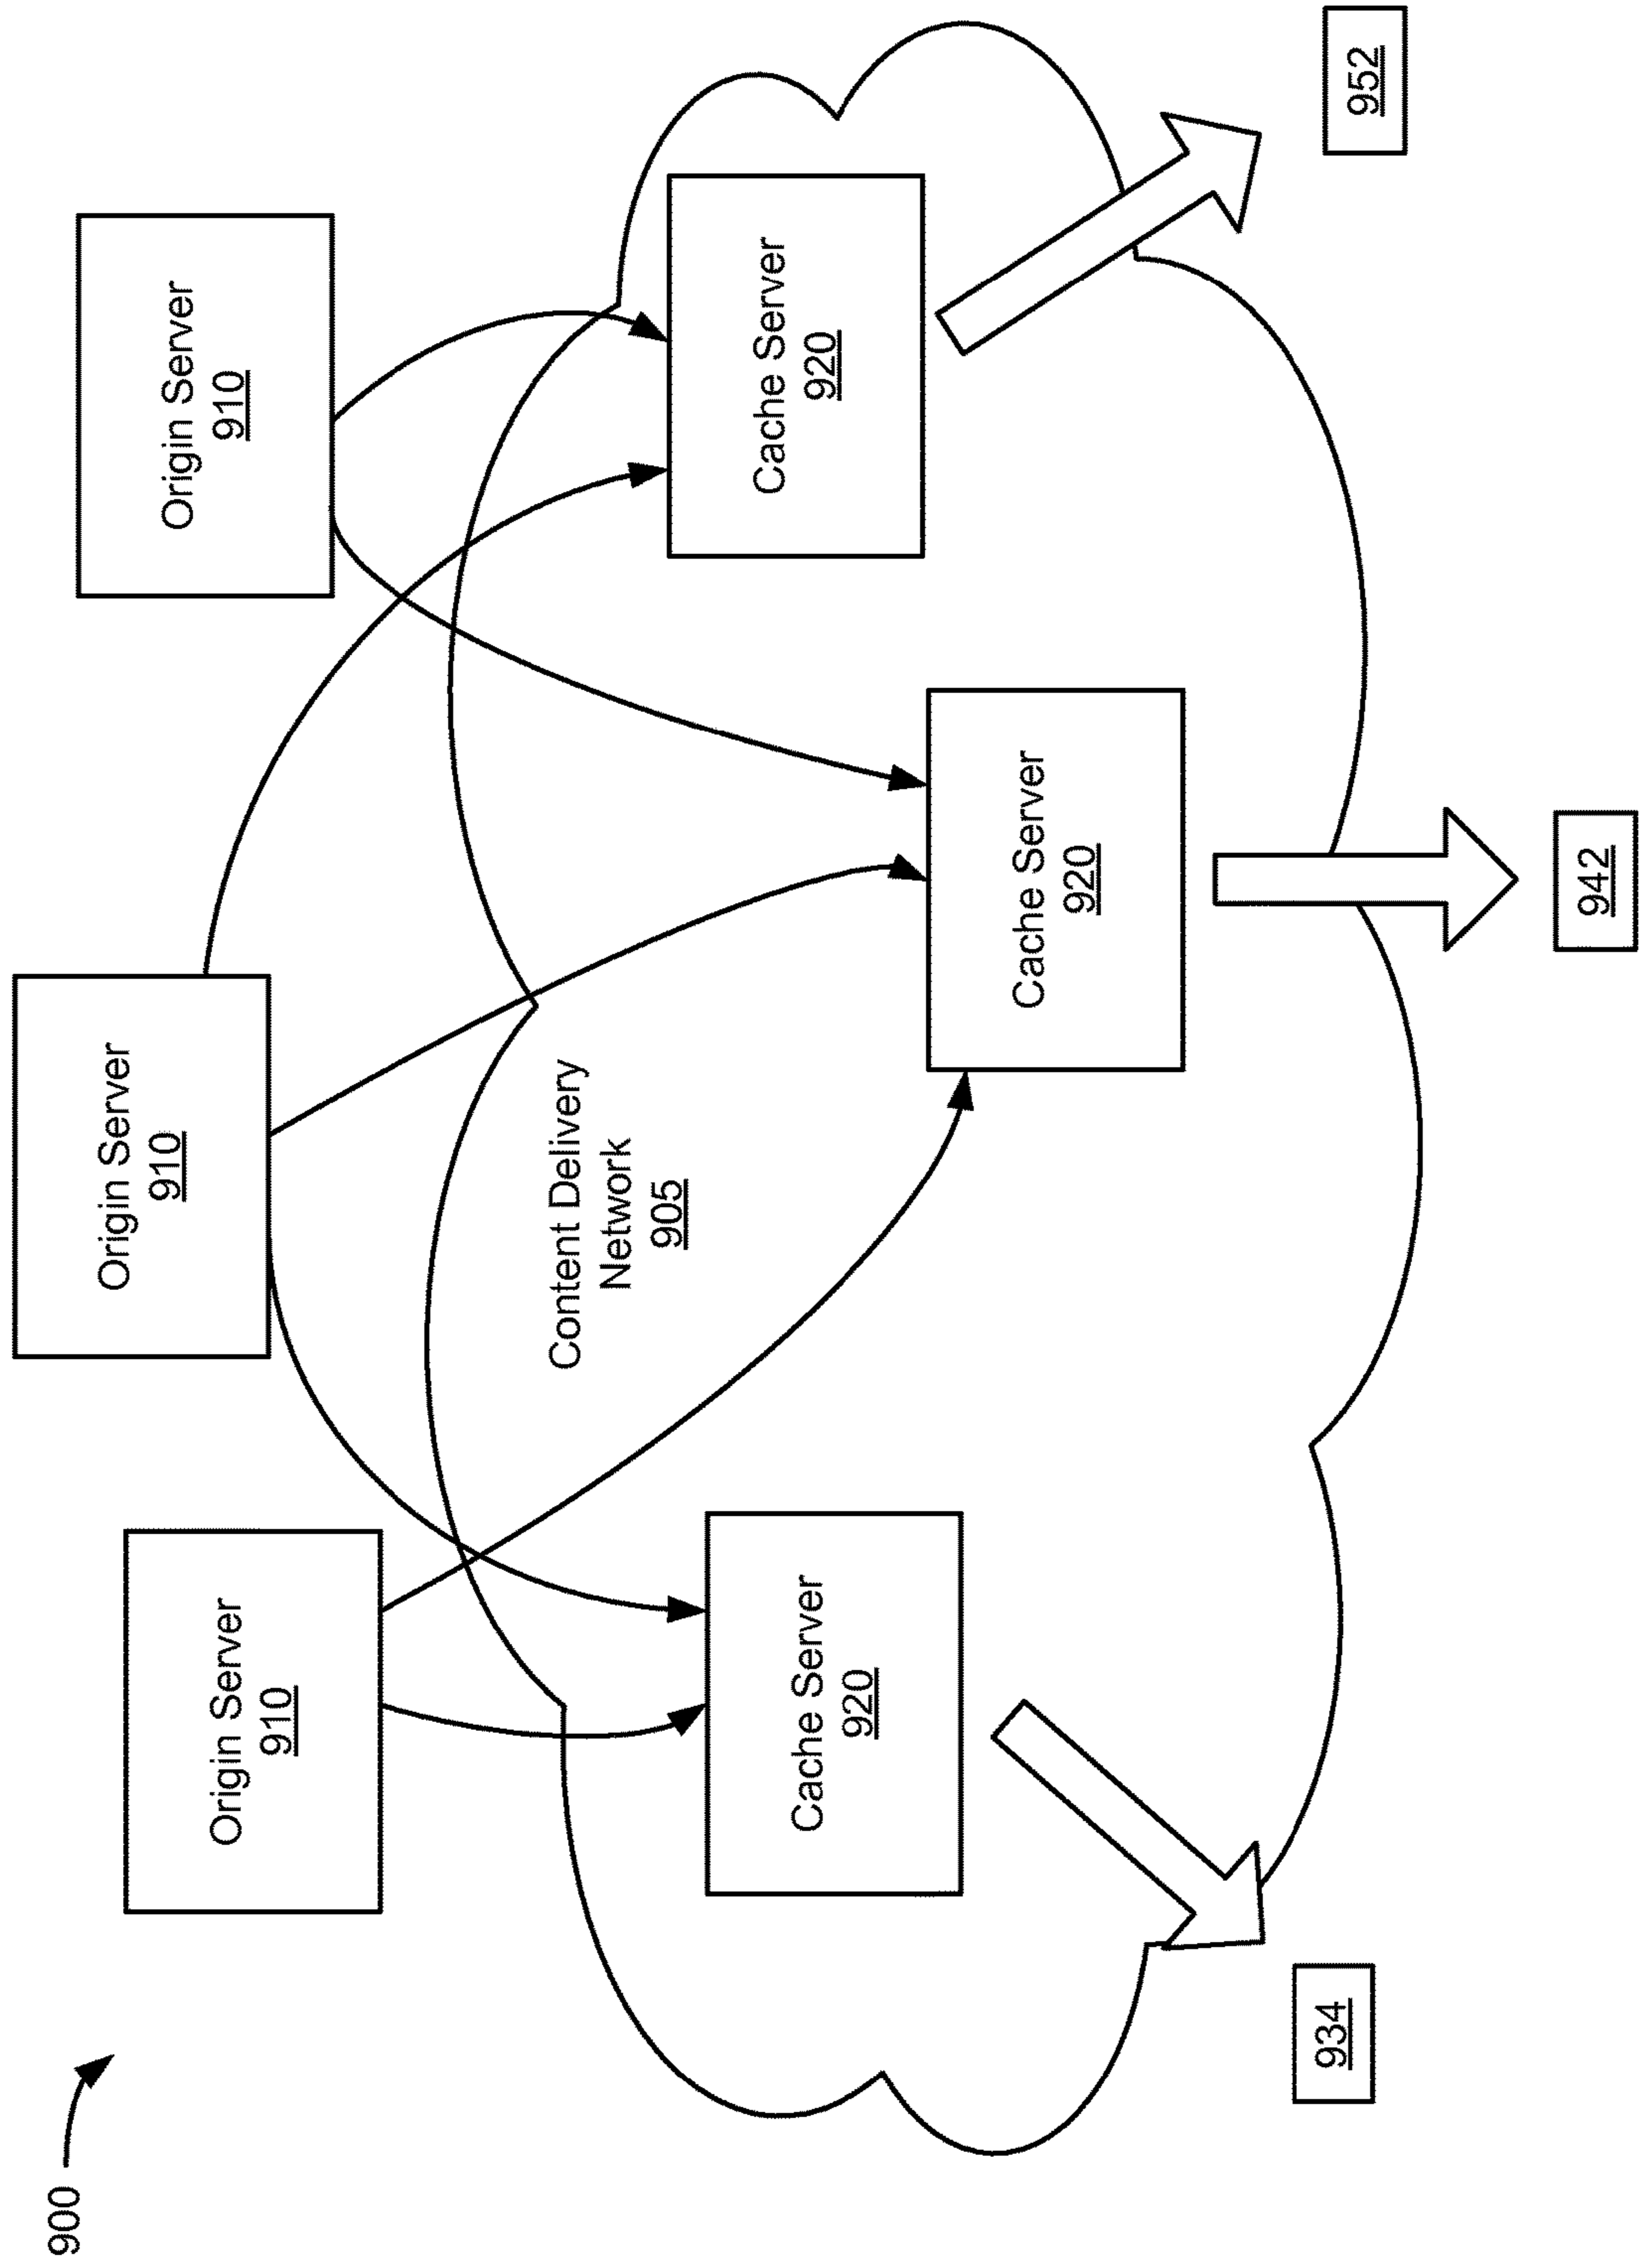 900
Origin Server
910
Origin Server
910
Origin Server
910
Content Delivery
Network
905
Cache Server
920
Cache Server
920
Cache Server
920
934
942
952